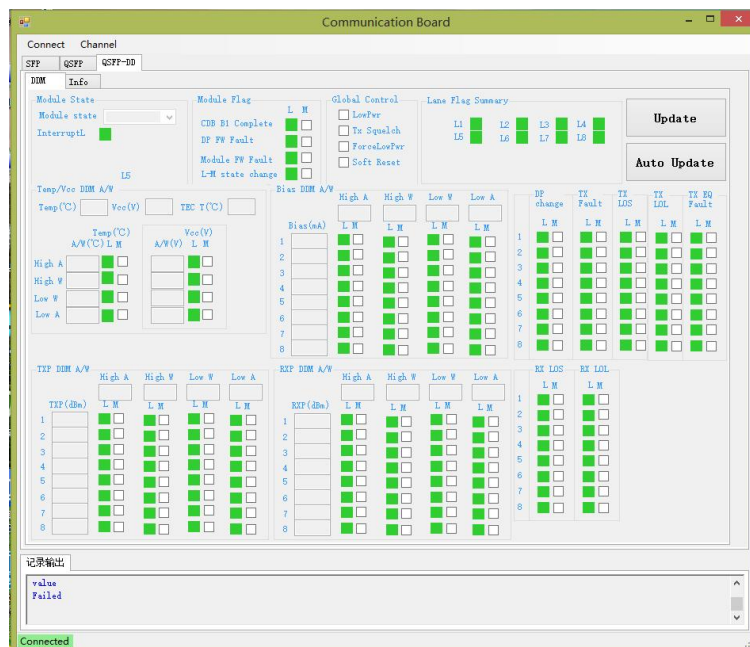 Communication Board
Connect Channel
SFP QSFP QSFP-DD
DDM Info
Module State
Module state
InterruptL
L5
Module Flag
L M
CDB B1 Complete
DP FW Fault
Module FW Fault
L-M state change
Global Control
LowPwr
Tx Squelch
ForceLowPwr
Soft Reset
Lane Flag Summary
L1 L2 L3 L4
L5 L6 L7 L8
Update
Auto Update
Temp/Vcc DDM A/W
Temp(℃) Vcc(V) TEC T(℃)
Temp(℃) Vcc(V)
A/W(℃) L M A/W(V) L M
High A
High W
Low W
Low A
Bias DDM A/W
High A High W Low W Low A
Bias(mA) L M L M L M L M
1
2
3
4
5
6
7
8
DP change TX Fault TX LOS TX LOL TX EQ Fault
L M L M L M L M L M
1
2
3
4
5
6
7
8
TXP DDM A/W
High A High W Low W Low A
TXP(dBm) L M L M L M L M
1
2
3
4
5
6
7
8
RXP DDM A/W
High A High W Low W Low A
RXP(dBm) L M L M L M L M
1
2
3
4
5
6
7
8
RX LOS RX LOL
L M L M
1
2
3
4
5
6
7
8
记录输出
value
Failed
Connected